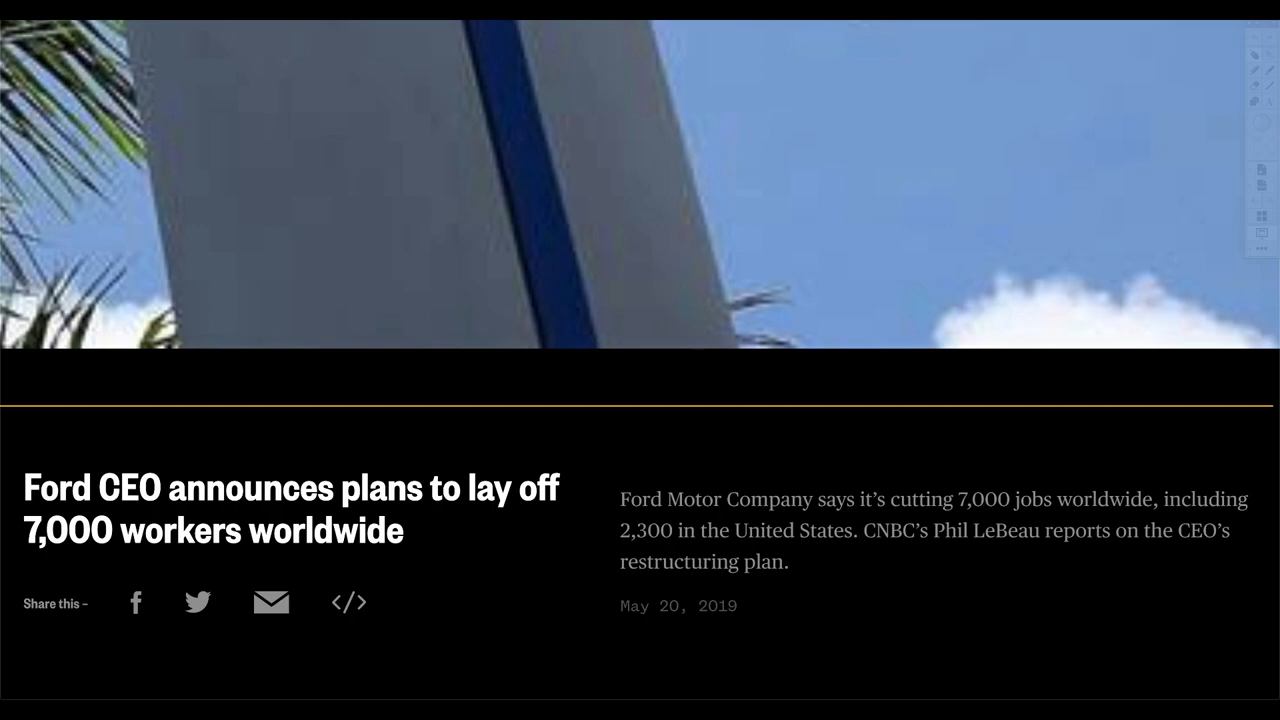 Ford CEO announces plans to lay off
7,000 workers worldwide
Share this –
Ford Motor Company says it’s cutting 7,000 jobs worldwide, including
2,300 in the United States. CNBC’s Phil LeBeau reports on the CEO’s
restructuring plan.
May 20, 2019